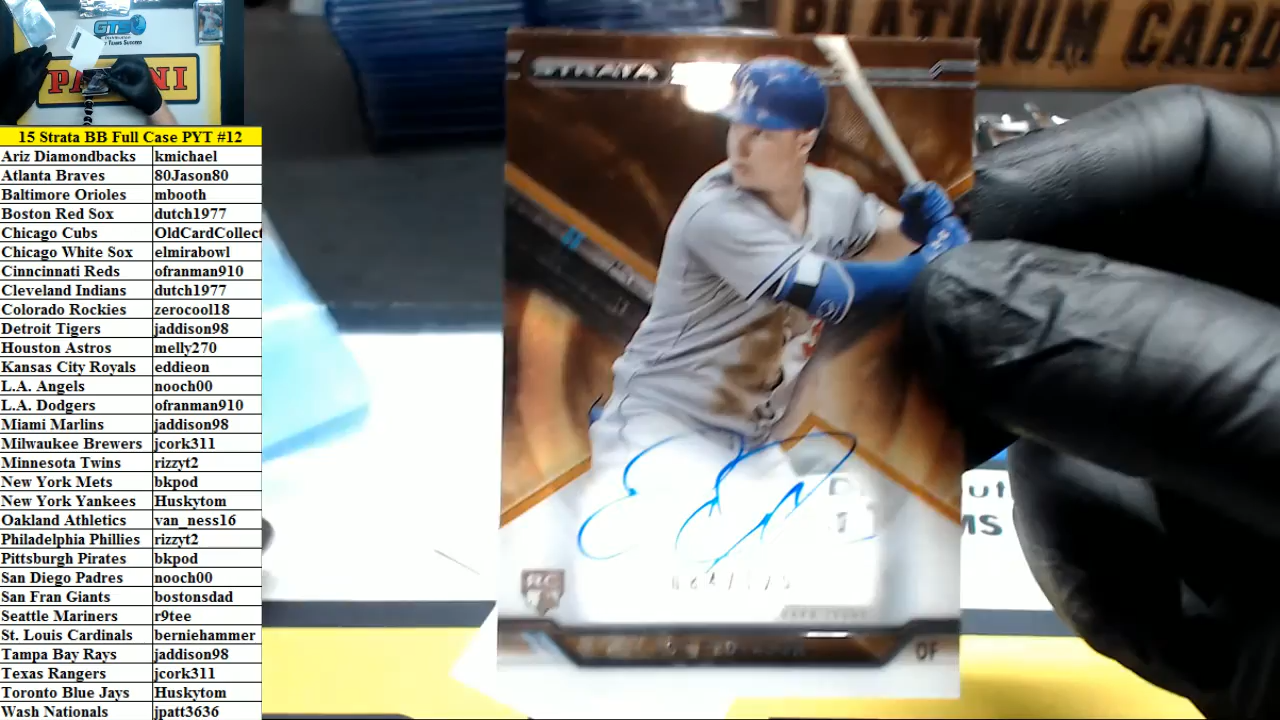 GTS
DISTRIBUTION
PANINI
15 Strata BB Full Case PYT #12
Ariz Diamondbacks kmichael
Atlanta Braves 80Jason80
Baltimore Orioles mbooth
Boston Red Sox dutch1977
Chicago Cubs OldCardCollect
Chicago White Sox elmirabowl
Cinncinnati Reds ofranman910
Cleveland Indians dutch1977
Colorado Rockies zerocool18
Detroit Tigers jaddison98
Houston Astros melly270
Kansas City Royals eddieon
L.A. Angels nooch00
L.A. Dodgers ofranman910
Miami Marlins jaddison98
Milwaukee Brewers jcork311
Minnesota Twins rizzyt2
New York Mets bkpod
New York Yankees Huskytom
Oakland Athletics van_ness16
Philadelphia Phillies rizzyt2
Pittsburgh Pirates bkpod
San Diego Padres nooch00
San Fran Giants bostonsdad
Seattle Mariners r9tee
St. Louis Cardinals berniehammer
Tampa Bay Rays jaddison98
Texas Rangers jcork311
Toronto Blue Jays Huskytom
Wash Nationals jpatt3636
PLATINUM CARD
STRATA
RC
OF